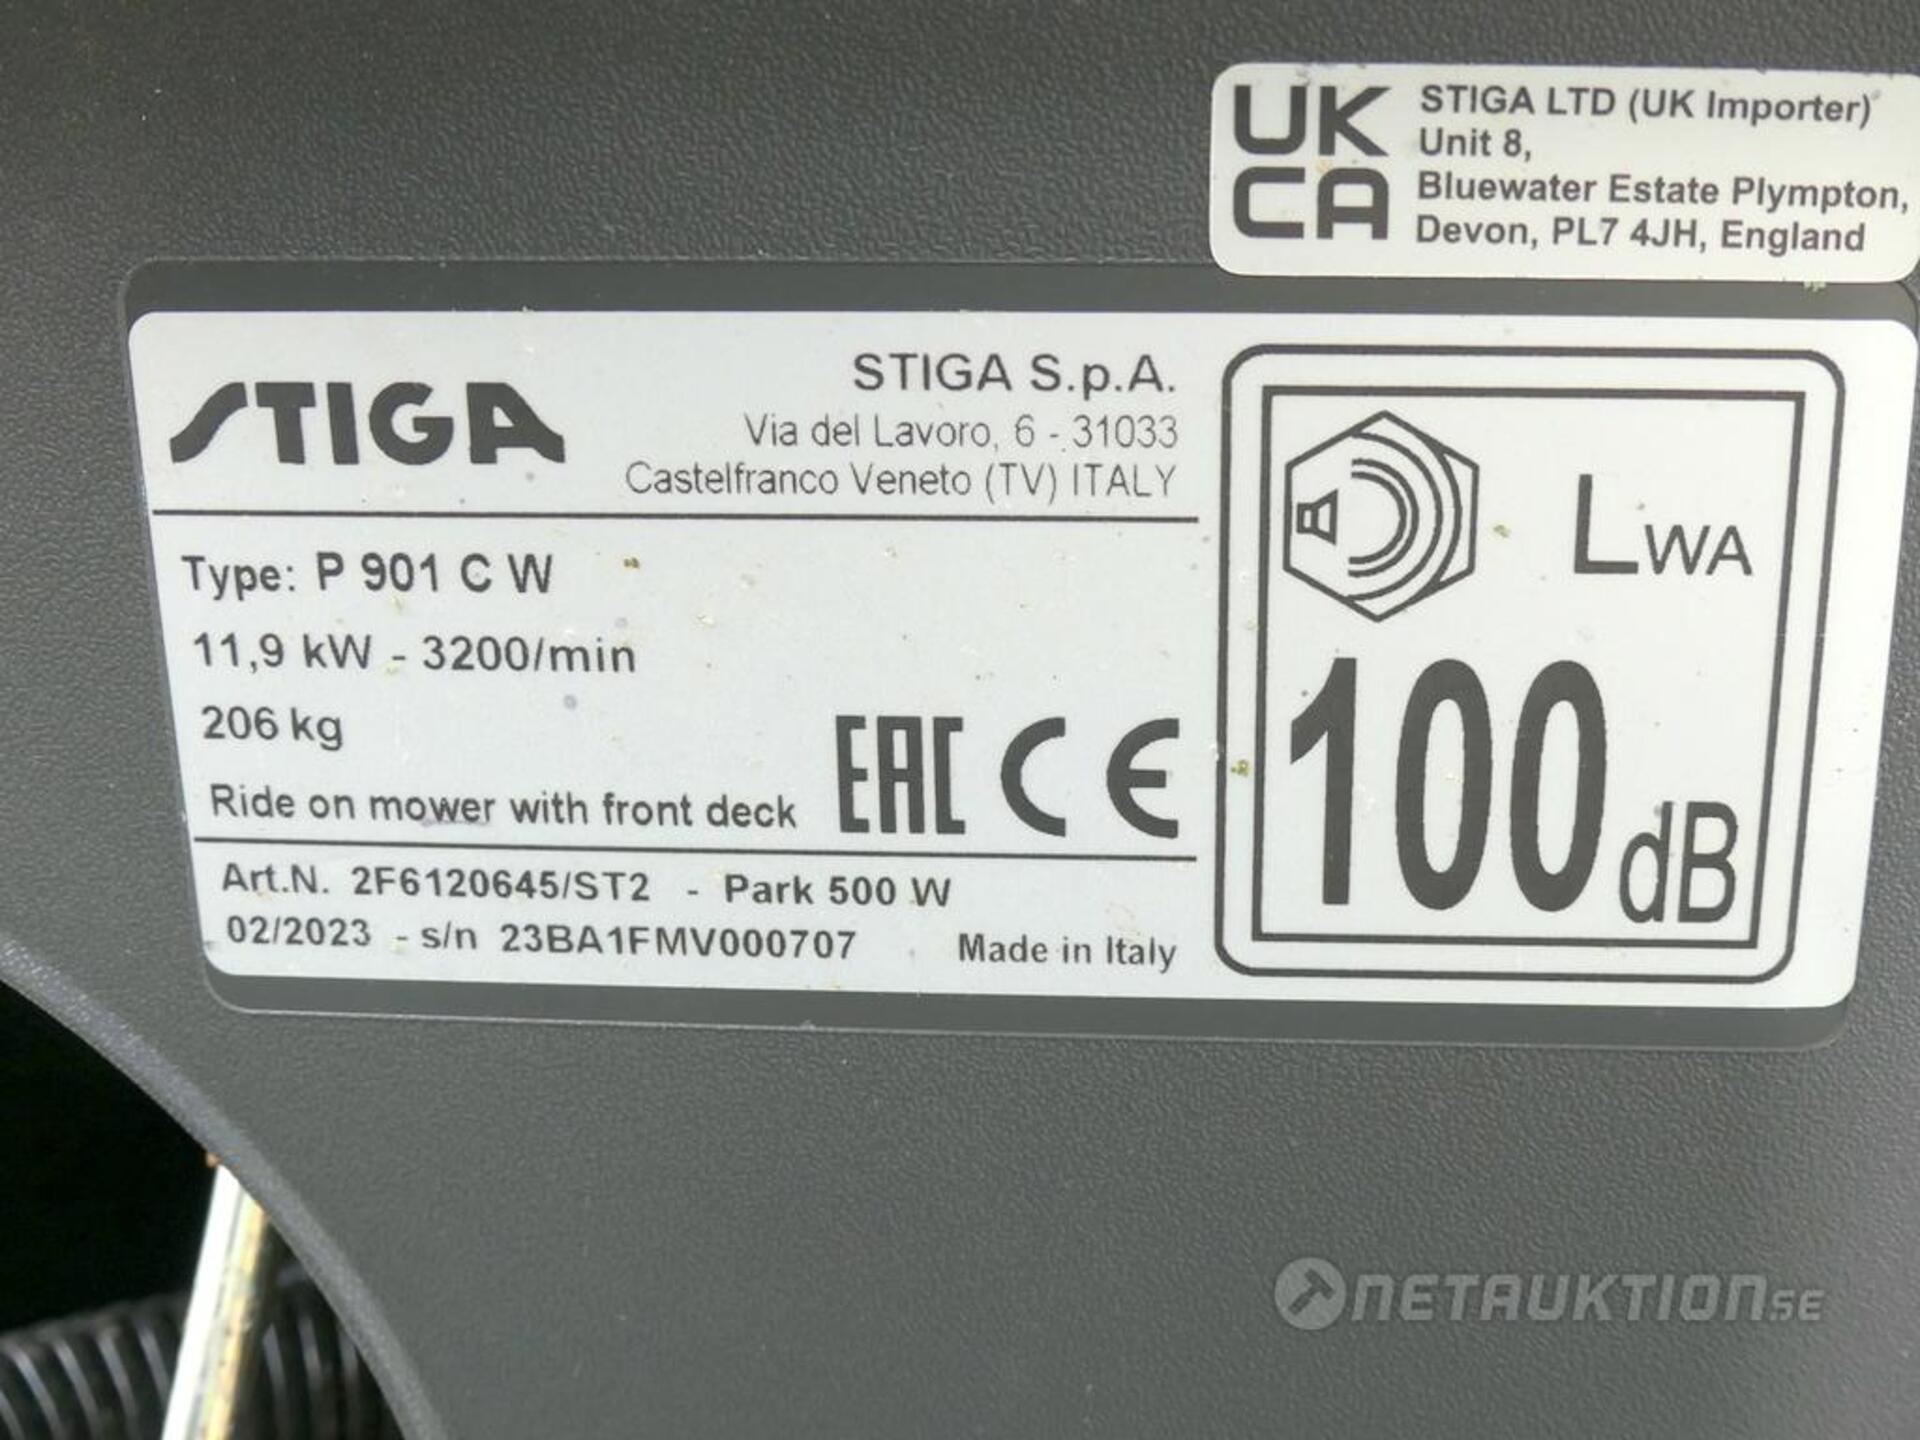 UK
CA
STIGA LTD (UK Importer)
Unit 8,
Bluewater Estate Plympton,
Devon, PL7 4JH, England
STIGA
STIGA S.p.A.
Via del Lavoro, 6 - 31033
Castelfranco Veneto (TV) ITALY
Type: P 901 C W
11,9 kW - 3200/min
206 kg
Ride on mower with front deck
EAC CE
Art.N. 2F6120645/ST2 - Park 500 W
02/2023 - s/n 23BA1FMV000707
Made in Italy
LWA
100 dB
NETAUKTION.SE